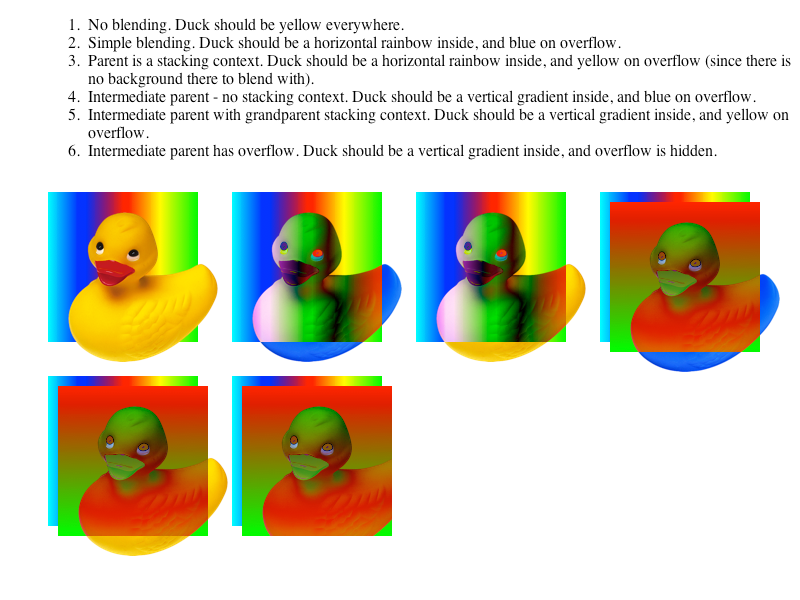 1. No blending. Duck should be yellow everywhere.
2. Simple blending. Duck should be a horizontal rainbow inside, and blue on overflow.
3. Parent is a stacking context. Duck should be a horizontal rainbow inside, and yellow on overflow (since there is
no background there to blend with).
4. Intermediate parent - no stacking context. Duck should be a vertical gradient inside, and blue on overflow.
5. Intermediate parent with grandparent stacking context. Duck should be a vertical gradient inside, and yellow on
overflow.
6. Intermediate parent has overflow. Duck should be a vertical gradient inside, and overflow is hidden.